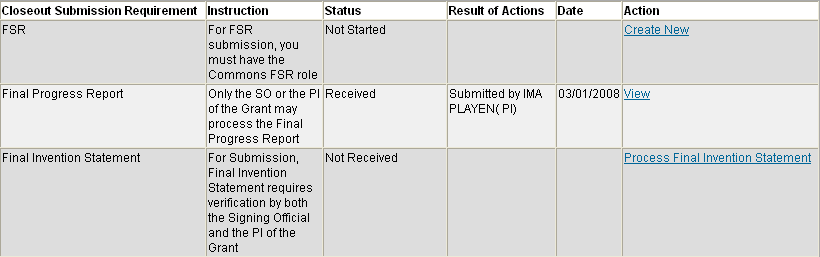 Closeout Submission Requirement Instruction Status Result of Actions Date Action
FSR For FSR submission, you must have the Commons FSR role Not Started Create New
Final Progress Report Only the SO or the PI of the Grant may process the Final Progress Report Received Submitted by IMA PLAYEN( PI) 03/01/2008 View
Final Invention Statement For Submission, Final Invention Statement requires verification by both the Signing Official and the PI of the Grant Not Received Process Final Invention Statement